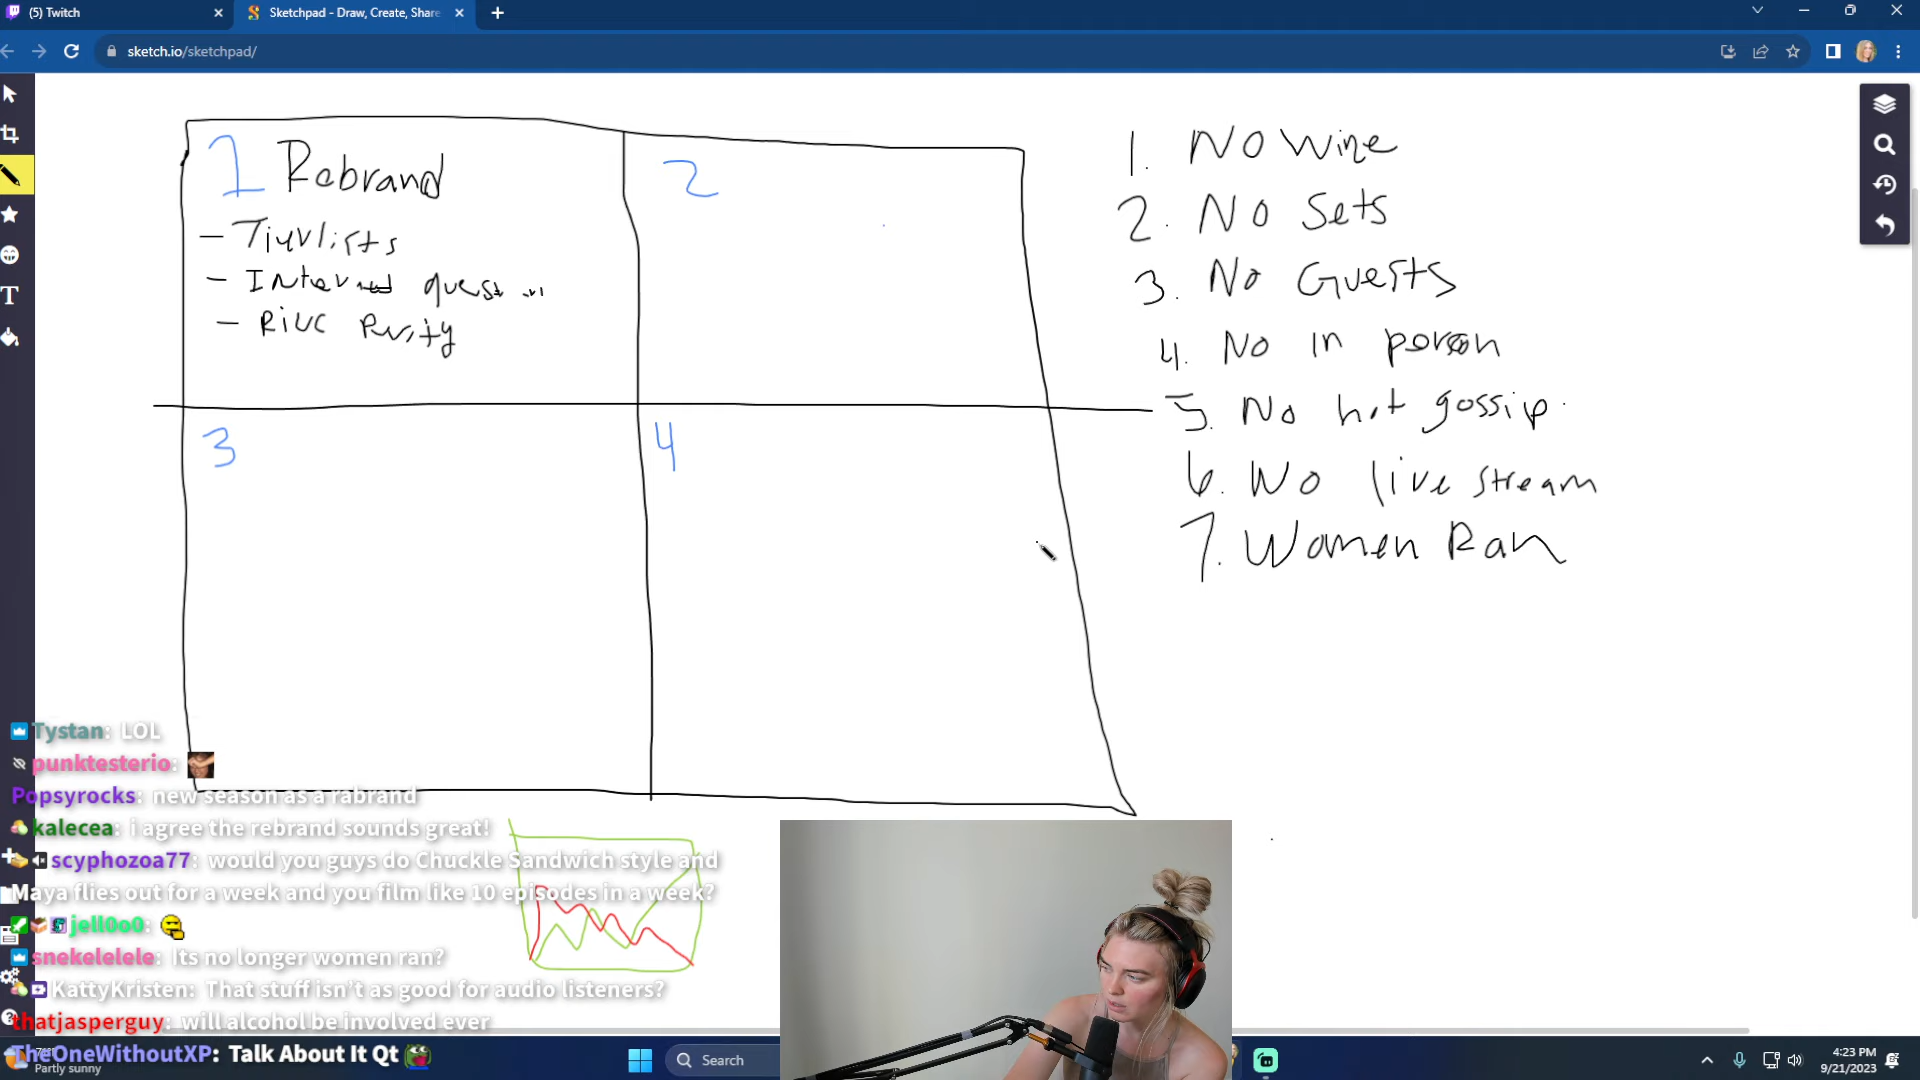 (5) Twitch
Sketchpad - Draw, Create, Share
sketch.io/sketchpad/
1 Rebrand
- Tierlists
- Internet quest
- Rice Purity
2
3
4
1. NO Wine
2. NO Sets
3. No Guests
4. No in person
5. No hot gossip
6. No live stream
7. Women Ran
Tystan: LOL
punktesterio:
Popsyrocks: new season as a rabrand
kalecea: i agree the rebrand sounds great!
scyphozoa77: would you guys do Chuckle Sandwich style and
Maya flies out for a week and you film like 10 episodes in a week?
jell0o0:
snekelelele: Its no longer women ran?
KattyKristen: That stuff isn't as good for audio listeners?
thatjasperguy: will alcohol be involved ever
TheOneWithoutXP: Talk About It Qt
Partly sunny
Search
4:23 PM
9/21/2023